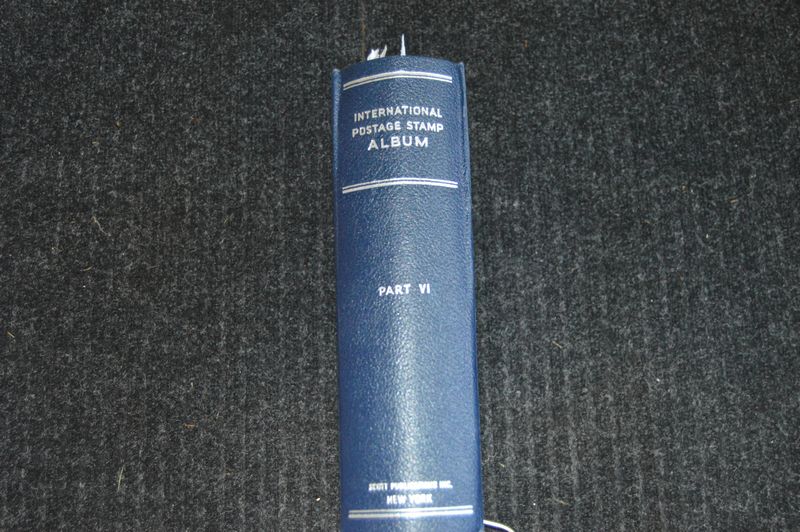 INTERNATIONAL
POSTAGE STAMP
ALBUM
PART VI
SCOTT PUBLICATIONS INC.
NEW YORK